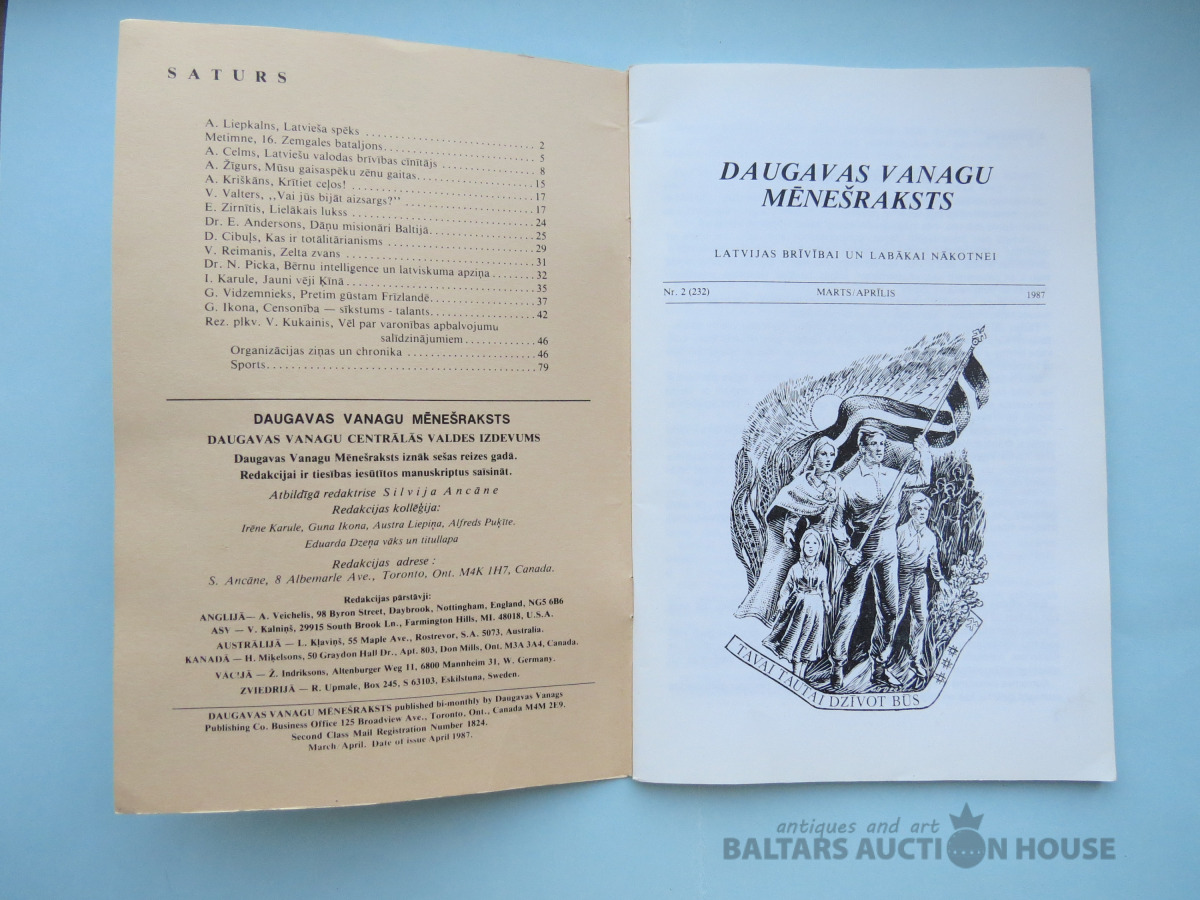 SATURS
A. Liepkalns, Latvieša spēks . . . . . . . . . . . . . . . . . . . . . . . . . . 2
Metimne, 16. Zemgales bataljons. . . . . . . . . . . . . . . . . . . . . . . 5
A. Celms, Latviešu valodas brīvības cīnītājs . . . . . . . . . . . . . . 8
A. Žīgurs, Mūsu gaisaspēku zēnu gaitas. . . . . . . . . . . . . . . . . . 15
A. Kriškāns, Krītiet ceļos! . . . . . . . . . . . . . . . . . . . . . . . . . . . . 17
V. Valters, ,,Vai jūs bijāt aizsargs?'' . . . . . . . . . . . . . . . . . . . . 17
E. Zirnītis, Lielākais lukss . . . . . . . . . . . . . . . . . . . . . . . . . . . . 24
Dr. E. Andersons, Dāņu misionāri Baltijā. . . . . . . . . . . . . . . . 25
D. Cibuļs, Kas ir totālitārianisms . . . . . . . . . . . . . . . . . . . . . . 29
V. Reimanis, Zelta zvans . . . . . . . . . . . . . . . . . . . . . . . . . . . . . 31
Dr. N. Picka, Bērnu intelligence un latviskuma apziņa . . . . . . . 32
I. Karule, Jauni vēji Ķīnā . . . . . . . . . . . . . . . . . . . . . . . . . . . . 35
G. Vidzemnieks, Pretim gūstam Frīzlandē. . . . . . . . . . . . . . . . 37
G. Ikona, Censonība — sīkstums - talants. . . . . . . . . . . . . . . . 42
Rez. plkv. V. Kukainis, Vēl par varonības apbalvojumu
salīdzinājumiem . . . . . . . . . . . . 46
Organizācijas ziņas un chronika . . . . . . . . . . . . . . . . . . . . . 46
Sports. . . . . . . . . . . . . . . . . . . . . . . . . . . . . . . . . . . . . . . . . . 79
DAUGAVAS VANAGU MĒNEŠRAKSTS
DAUGAVAS VANAGU CENTRĀLĀS VALDES IZDEVUMS
Daugavas Vanagu Mēnešraksts iznāk sešas reizes gadā.
Redakcijai ir tiesības iesūtītos manuskriptus saīsināt.
Atbildīgā redaktrise Silvija Ancāne
Redakcijas kollēģija:
Irēne Karule, Guna Ikona, Austra Liepiņa, Alfreds Puķīte.
Eduarda Dzeņa vāks un titullapa
Redakcijas adrese :
S. Ancāne, 8 Albemarle Ave., Toronto, Ont. M4K 1H7, Canada.
Redakcijas pārstāvji:
ANGLIJĀ— A. Veichelis, 98 Byron Street, Daybrook, Nottingham, England, NG5 6B6
ASV — V. Kalniņš, 29915 South Brook Ln., Farmington Hills, MI. 48018, U.S.A.
AUSTRĀLIJĀ — L. Kļaviņš, 55 Maple Ave., Rostrevor, S.A. 5073, Australia.
KANADĀ — H. Miķelsons, 50 Graydon Hall Dr., Apt. 803, Don Mills, Ont. M3A 3A4, Canada.
VĀCIJĀ — Ž. Indriksons, Altenburger Weg 11, 6800 Mannheim 31, W. Germany.
ZVIEDRIJĀ — R. Upmale, Box 245, S 63103, Eskilstuna, Sweden.
DAUGAVAS VANAGU MĒNEŠRAKSTS published bi-monthly by Daugavas Vanags
Publishing Co. Business Office 125 Broadview Ave., Toronto, Ont., Canada M4M 2E9.
Second Class Mail Registration Number 1824.
March April. Date of issue April 1987.
DAUGAVAS VANAGU
MĒNEŠRAKSTS
LATVIJAS BRĪVĪBAI UN LABĀKAI NĀKOTNEI
Nr. 2 (232) MARTS/APRĪLIS 1987
TAVAI TAUTAI DZĪVOT BŪS
antiques and art
BALTARS AUCTION HOUSE